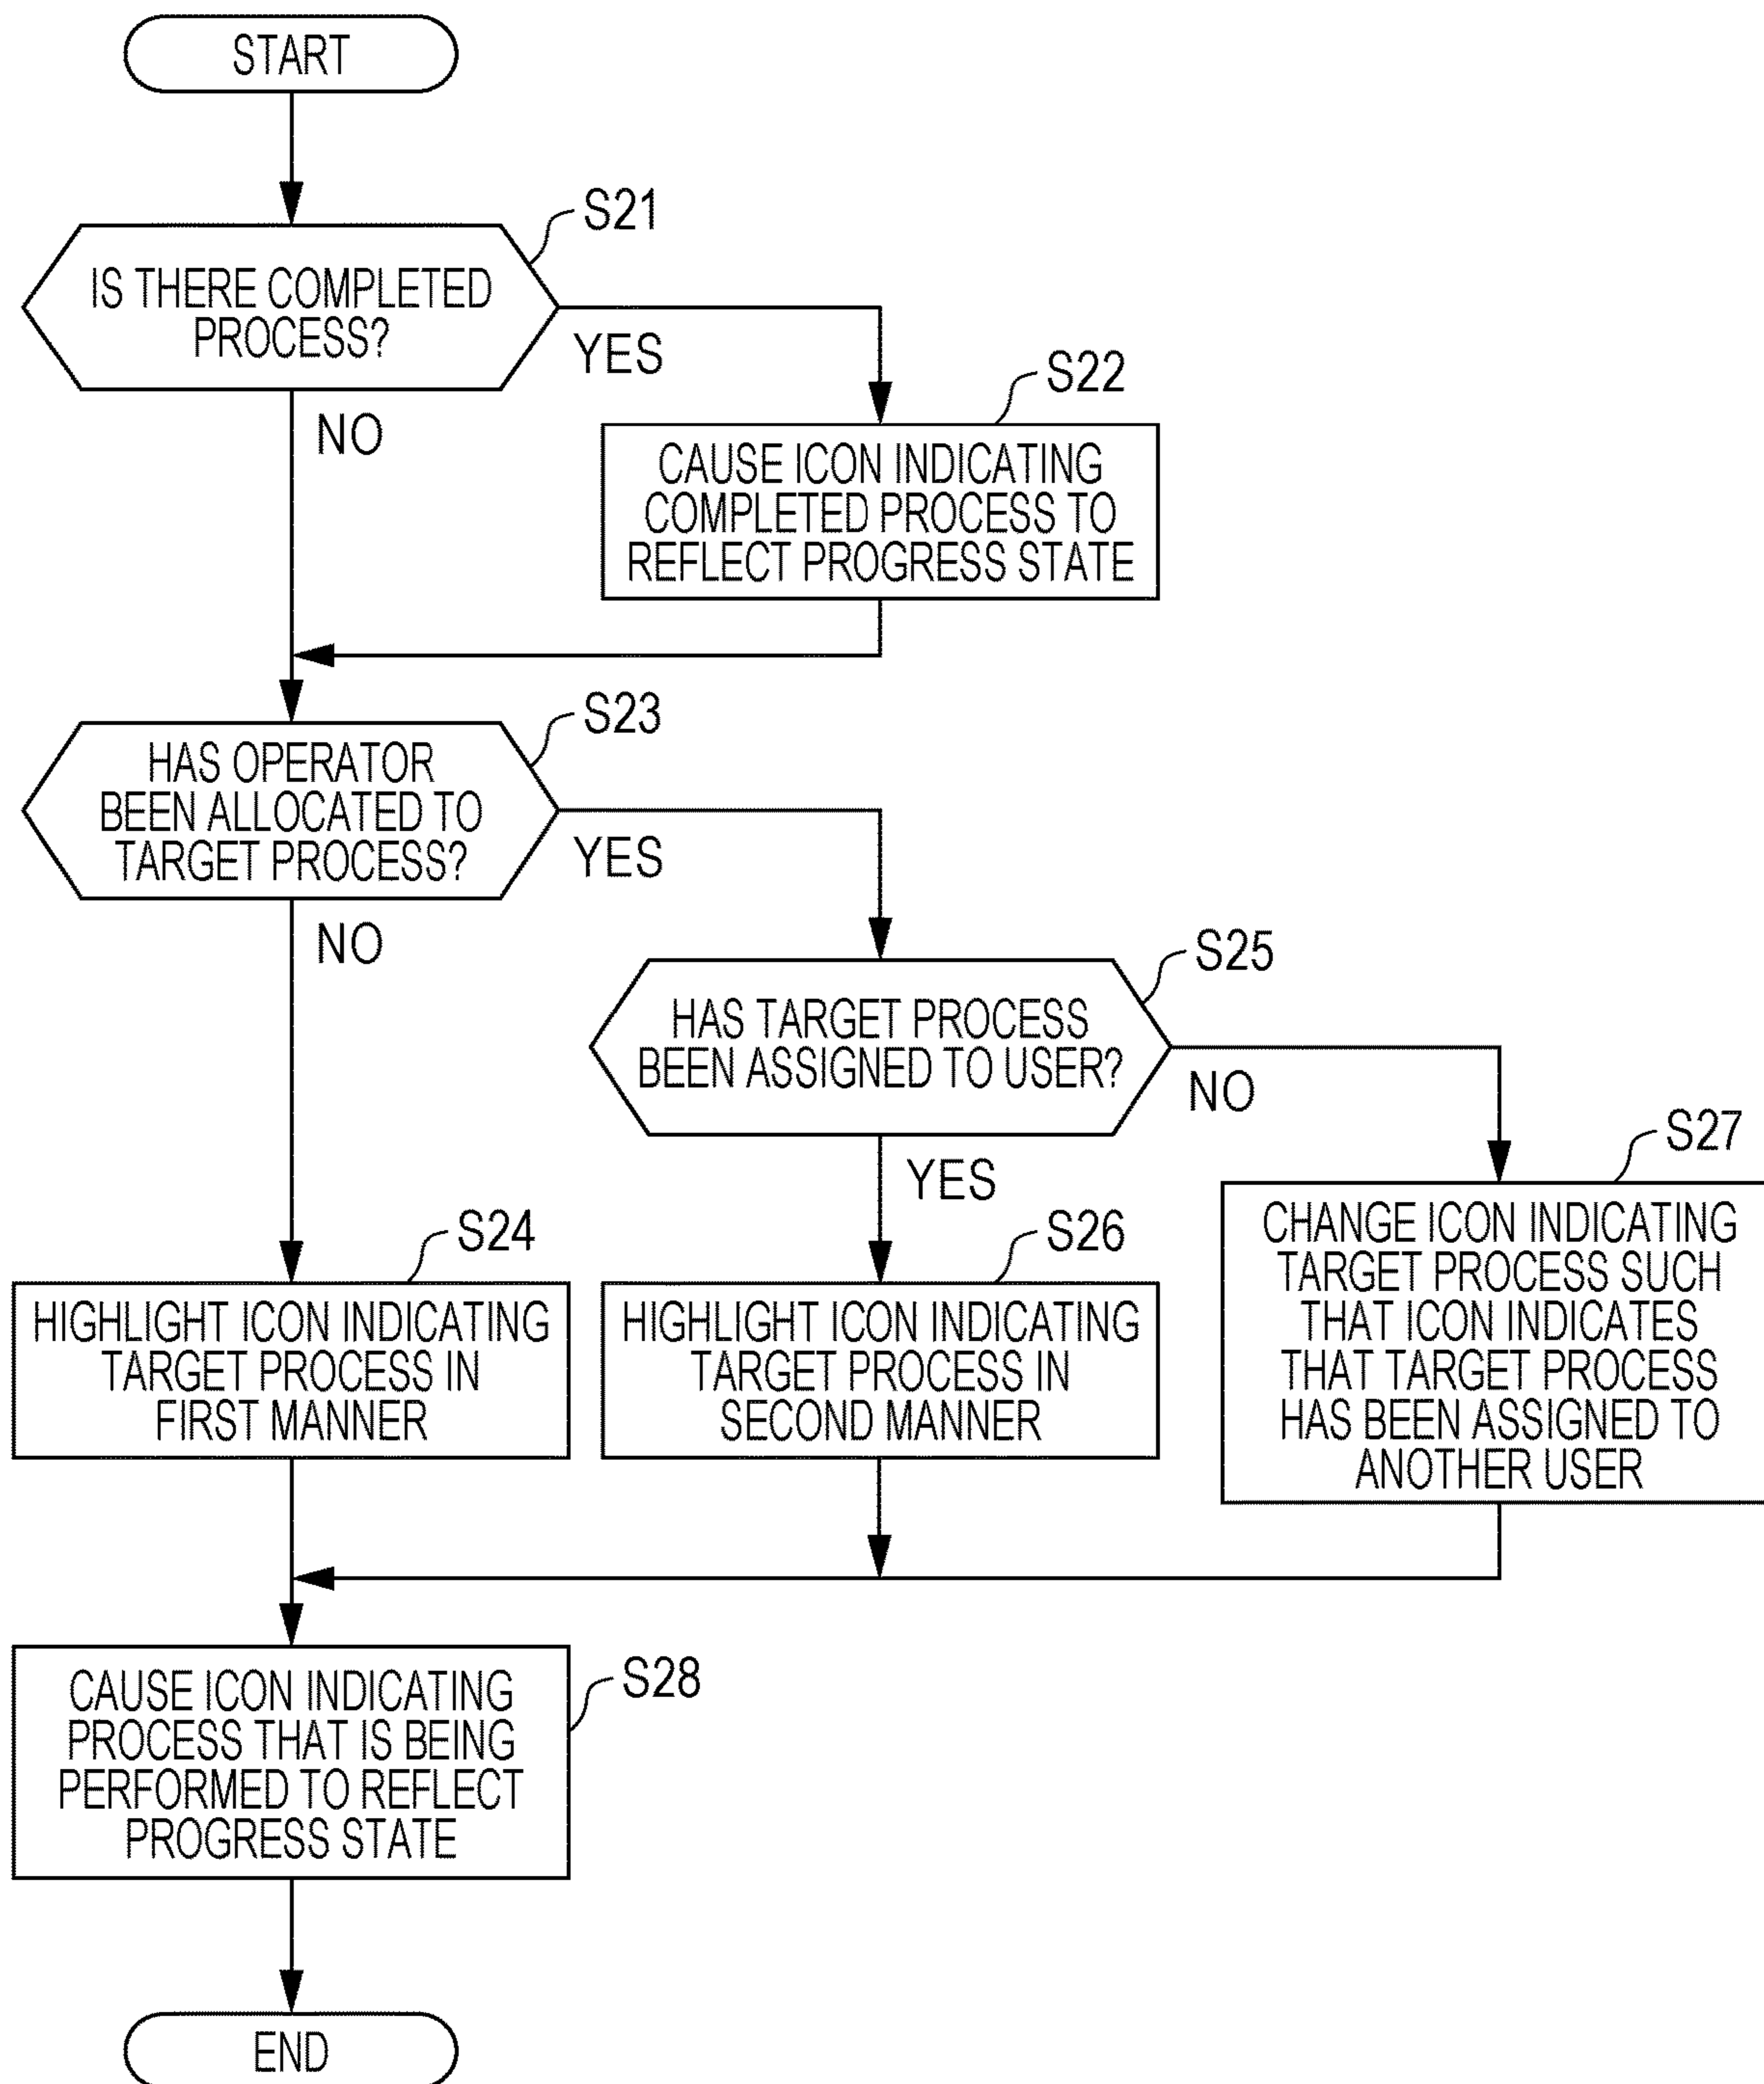 START
S21
IS THERE COMPLETED
PROCESS?
YES
NO
S22
CAUSE ICON INDICATING
COMPLETED PROCESS TO
REFLECT PROGRESS STATE
S23
HAS OPERATOR
BEEN ALLOCATED TO
TARGET PROCESS?
YES
NO
S25
HAS TARGET PROCESS
BEEN ASSIGNED TO USER?
NO
YES
S24
HIGHLIGHT ICON INDICATING
TARGET PROCESS IN
FIRST MANNER
S26
HIGHLIGHT ICON INDICATING
TARGET PROCESS IN
SECOND MANNER
S27
CHANGE ICON INDICATING
TARGET PROCESS SUCH
THAT ICON INDICATES
THAT TARGET PROCESS
HAS BEEN ASSIGNED TO
ANOTHER USER
S28
CAUSE ICON INDICATING
PROCESS THAT IS BEING
PERFORMED TO REFLECT
PROGRESS STATE
END